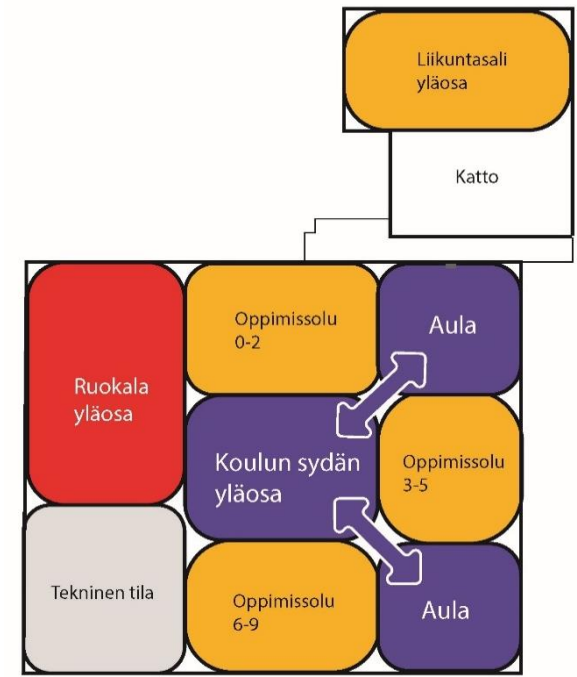 Liikuntasali
yläosa
Katto
Oppimissolu
0-2
Aula
Ruokala
yläosa
Koulun sydän
yläosa
Oppimissolu
3-5
Tekninen tila
Oppimissolu
6-9
Aula